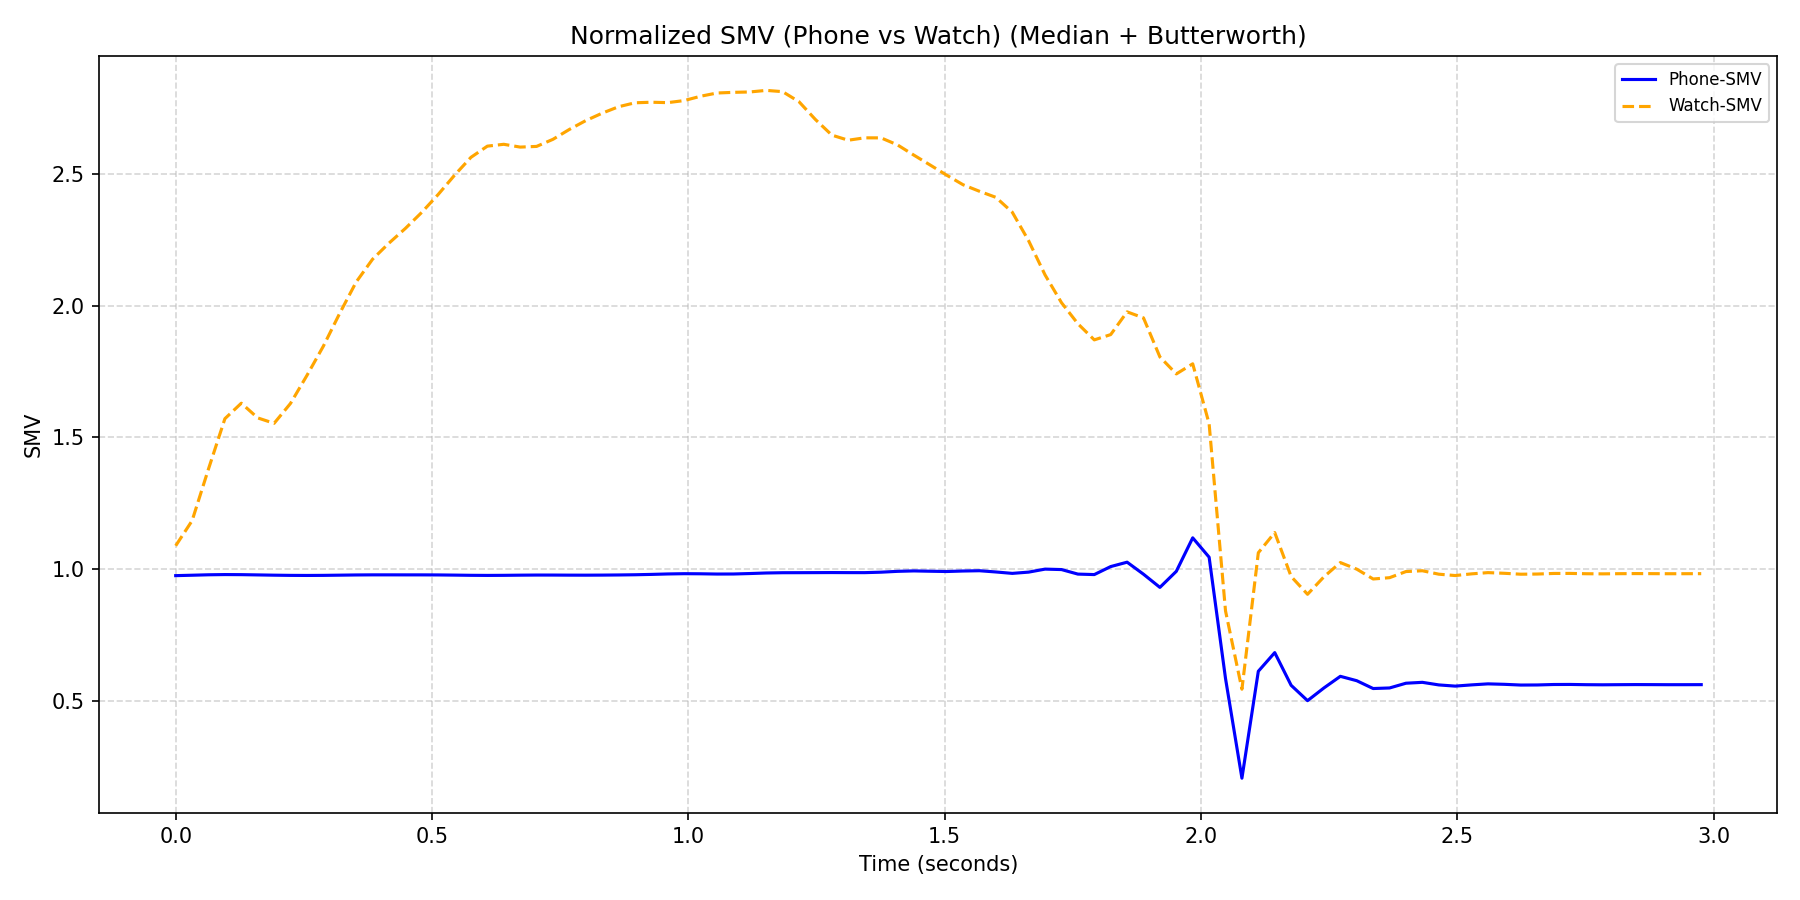 Normalized SMV (Phone vs Watch) (Median + Butterworth)
Phone-SMV
Watch-SMV
SMV
2.5
2.0
1.5
1.0
0.5
0.0 0.5 1.0 1.5 2.0 2.5 3.0
Time (seconds)